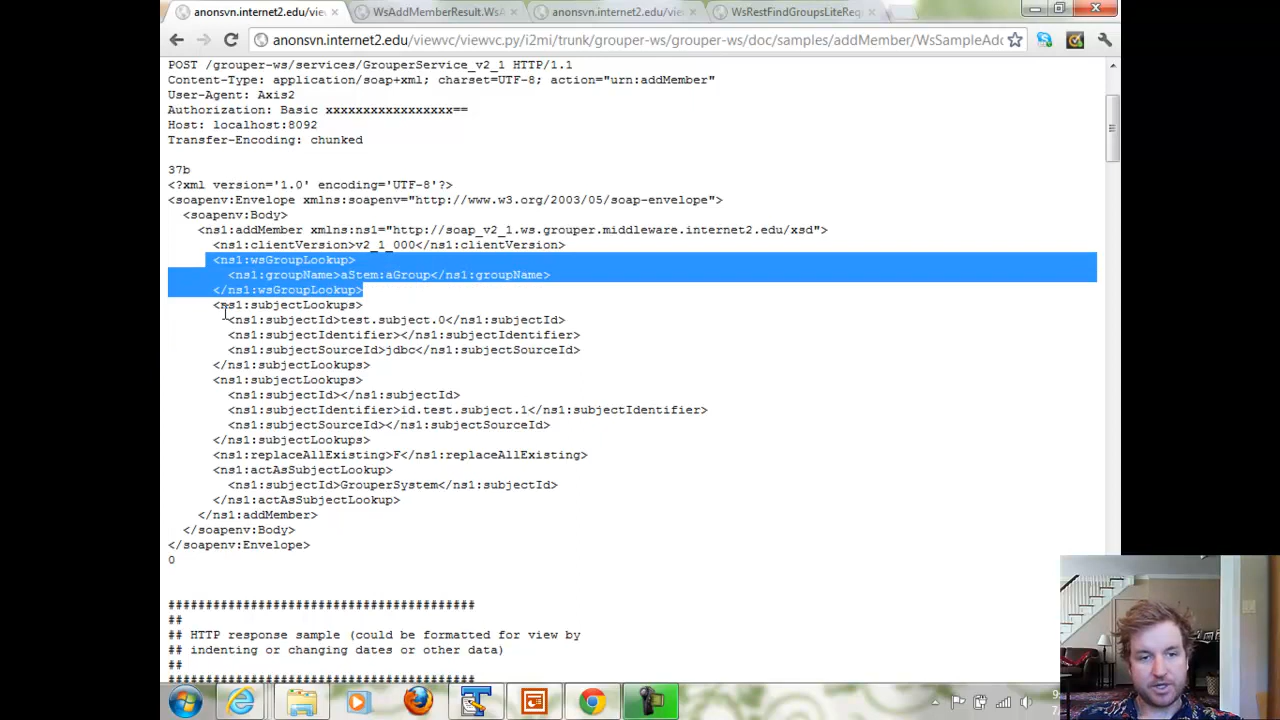 anonsvn.internet2.edu/vie
WsAddMemberResult.WsA
anonsvn.internet2.edu/vie
WsRestFindGroupsLiteReq
anonsvn.internet2.edu/viewvc/viewvc.py/i2mi/trunk/grouper-ws/grouper-ws/doc/samples/addMember/WsSampleAdd
POST /grouper-ws/services/GrouperService_v2_1 HTTP/1.1
Content-Type: application/soap+xml; charset=UTF-8; action="urn:addMember"
User-Agent: Axis2
Authorization: Basic xxxxxxxxxxxxxxxxx==
Host: localhost:8092
Transfer-Encoding: chunked
37b
<?xml version='1.0' encoding='UTF-8'?>
<soapenv:Envelope xmlns:soapenv="http://www.w3.org/2003/05/soap-envelope">
<soapenv:Body>
<ns1:addMember xmlns:ns1="http://soap_v2_1.ws.grouper.middleware.internet2.edu/xsd">
<ns1:clientVersion>v2_1_000</ns1:clientVersion>
<ns1:wsGroupLookup>
<ns1:groupName>aStem:aGroup</ns1:groupName>
</ns1:wsGroupLookup>
<ns1:subjectLookups>
<ns1:subjectId>test.subject.0</ns1:subjectId>
<ns1:subjectIdentifier></ns1:subjectIdentifier>
<ns1:subjectSourceId>jdbc</ns1:subjectSourceId>
</ns1:subjectLookups>
<ns1:subjectLookups>
<ns1:subjectId></ns1:subjectId>
<ns1:subjectIdentifier>id.test.subject.1</ns1:subjectIdentifier>
<ns1:subjectSourceId></ns1:subjectSourceId>
</ns1:subjectLookups>
<ns1:replaceAllExisting>F</ns1:replaceAllExisting>
<ns1:actAsSubjectLookup>
<ns1:subjectId>GrouperSystem</ns1:subjectId>
</ns1:actAsSubjectLookup>
</ns1:addMember>
</soapenv:Body>
</soapenv:Envelope>
0
########################################
##
## HTTP response sample (could be formatted for view by
## indenting or changing dates or other data)
##
########################################